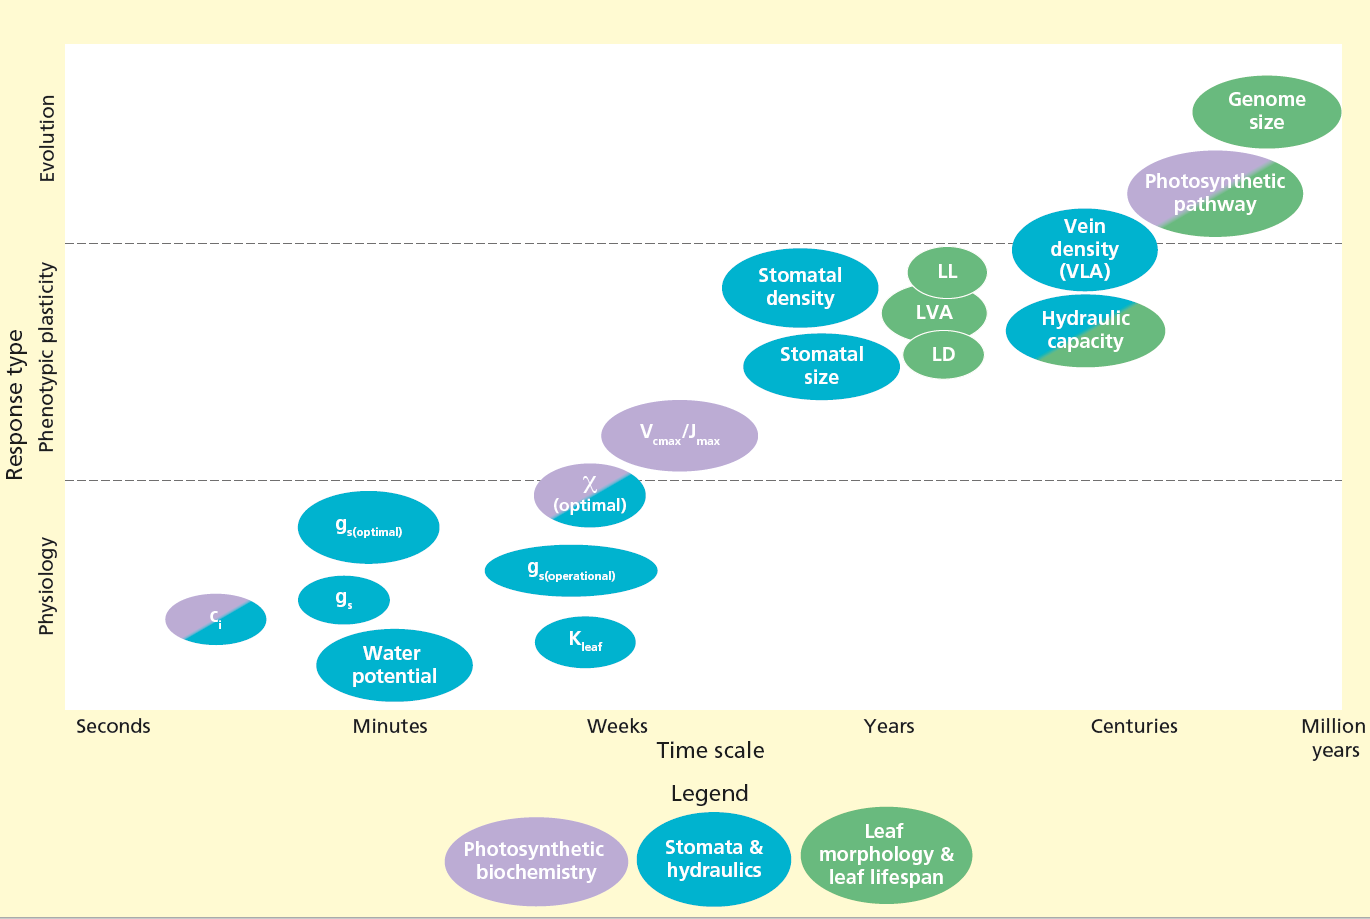 Response type
Evolution
Phenotypic plasticity
Physiology
Genome
size
Photosynthetic
pathway
Vein
density
(VLA)
Hydraulic
capacity
Stomatal
density
LL
LVA
LD
Stomatal
size
Vcmax/Jmax
χ
(optimal)
gs(optimal)
gs(operational)
gs
ci
Kleaf
Water
potential
Seconds
Minutes
Weeks
Years
Centuries
Million
years
Time scale
Legend
Photosynthetic
biochemistry
Stomata &
hydraulics
Leaf
morphology &
leaf lifespan